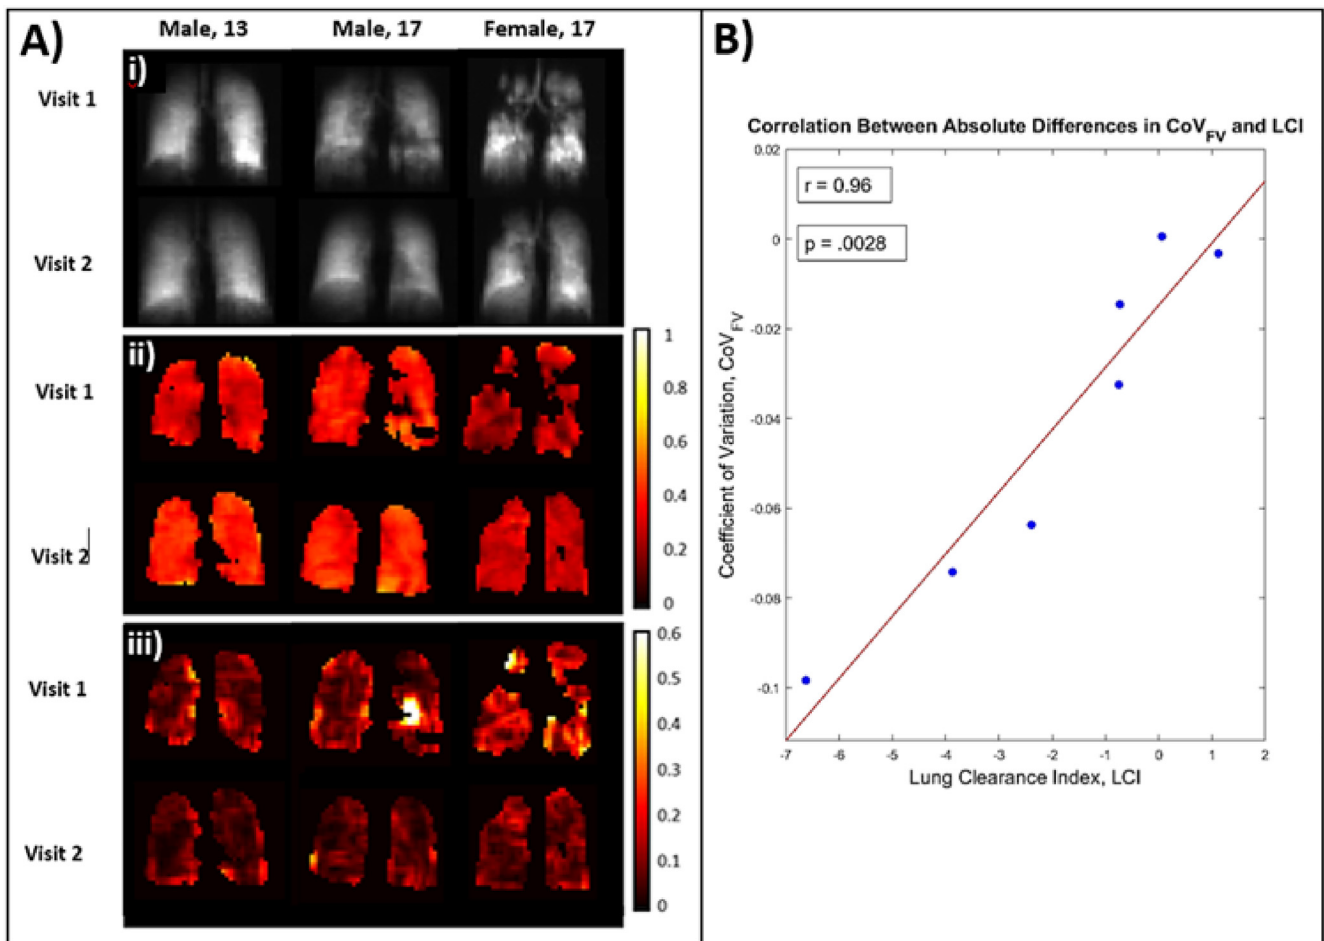 A)
Male, 13
Male, 17
Female, 17
i)
Visit 1
Visit 2
ii)
Visit 1
Visit 2
1
0.8
0.6
0.4
0.2
0
iii)
Visit 1
Visit 2
0.6
0.5
0.4
0.3
0.2
0.1
0
B)
Correlation Between Absolute Differences in CoV_FV and LCI
r = 0.96
p = .0028
Coefficient of Variation, CoV_FV
0.02
0
-0.02
-0.04
-0.06
-0.08
-0.1
-7
-6
-5
-4
-3
-2
-1
0
1
2
Lung Clearance Index, LCI